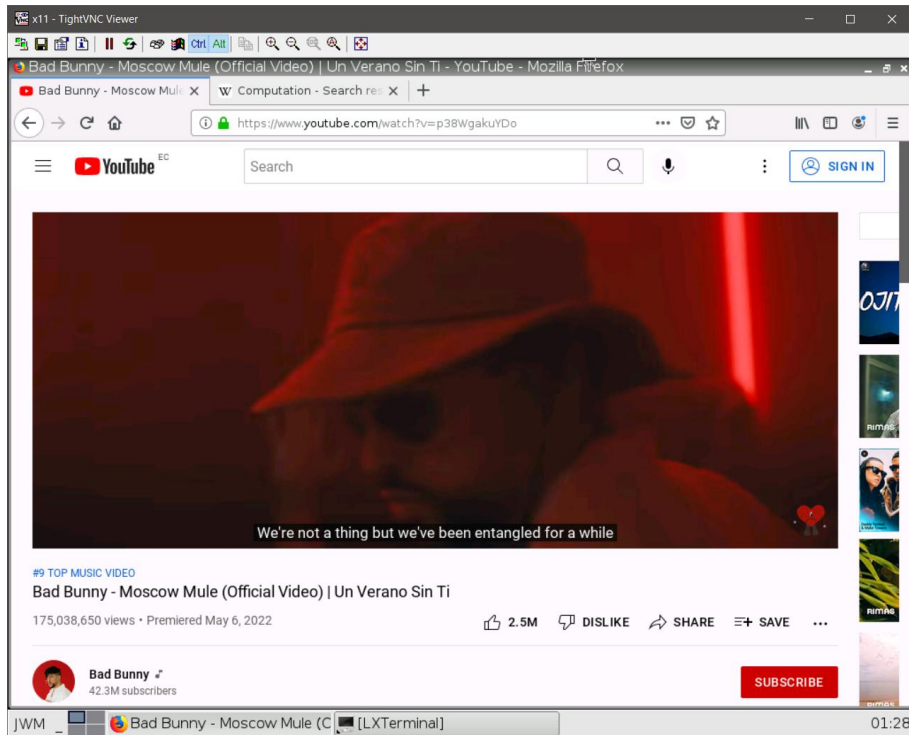 x11 - TightVNC Viewer
Ctrl Alt
Bad Bunny - Moscow Mule (Official Video) | Un Verano Sin Ti - YouTube - Mozilla Firefox
Bad Bunny - Moscow Mule
W Computation - Search res
https://www.youtube.com/watch?v=p38WgakuYDo
YouTube EC
Search
SIGN IN
OJIT
RIMAS
We're not a thing but we've been entangled for a while
RIMAS
#9 TOP MUSIC VIDEO
Bad Bunny - Moscow Mule (Official Video) | Un Verano Sin Ti
175,038,650 views • Premiered May 6, 2022
2.5M DISLIKE SHARE SAVE
Bad Bunny
42.3M subscribers
SUBSCRIBE
JWM
Bad Bunny - Moscow Mule (C
[LXTerminal]
01:28